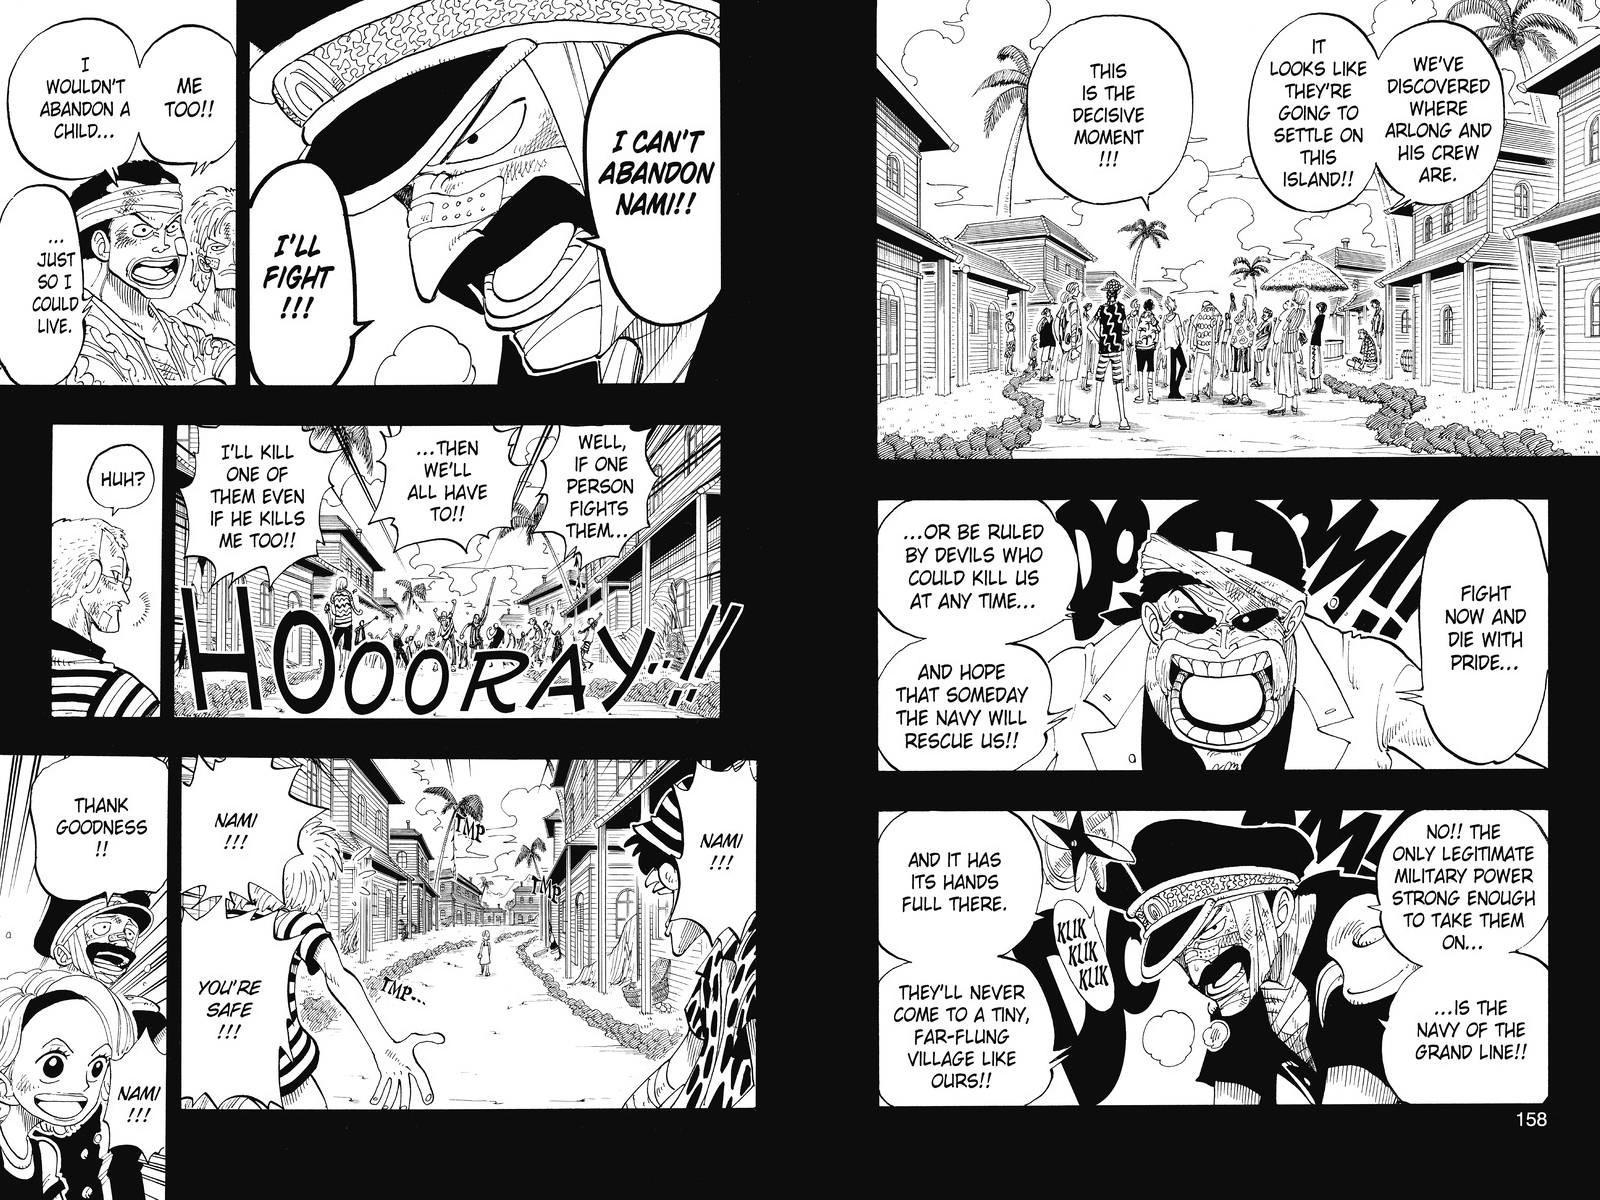 WE'VE
DISCOVERED
WHERE
ARLONG AND
HIS CREW
ARE.
IT
LOOKS LIKE
THEY'RE
GOING TO
SETTLE ON
THIS
ISLAND!!
THIS
IS THE
DECISIVE
MOMENT
!!!
FIGHT
NOW AND
DIE WITH
PRIDE...
...OR BE RULED
BY DEVILS WHO
COULD KILL US
AT ANY TIME...
AND HOPE
THAT SOMEDAY
THE NAVY WILL
RESCUE US!!
NO!! THE
ONLY LEGITIMATE
MILITARY POWER
STRONG ENOUGH
TO TAKE THEM
ON...
...IS THE
NAVY OF THE
GRAND LINE!!
KLIK
KLIK
KLIK
AND IT HAS
ITS HANDS
FULL THERE.
THEY'LL NEVER
COME TO A TINY,
FAR-FLUNG
VILLAGE LIKE
OURS!!
158
I CAN'T
ABANDON
NAMI!!
I'LL
FIGHT
!!!
ME
TOO!!
I
WOULDN'T
ABANDON A
CHILD...
...
JUST
SO I
COULD
LIVE.
WELL,
IF ONE
PERSON
FIGHTS
THEM...
...THEN
WE'LL
ALL HAVE
TO!!
I'LL KILL
ONE OF
THEM EVEN
IF HE KILLS
ME TOO!!
HOOORAY..!!
HUH?
NAMI
!!!
TMP
TMP
TMP...
NAMI
!!!
YOU'RE
SAFE
!!!
THANK
GOODNESS
!!
NAMI
!!!